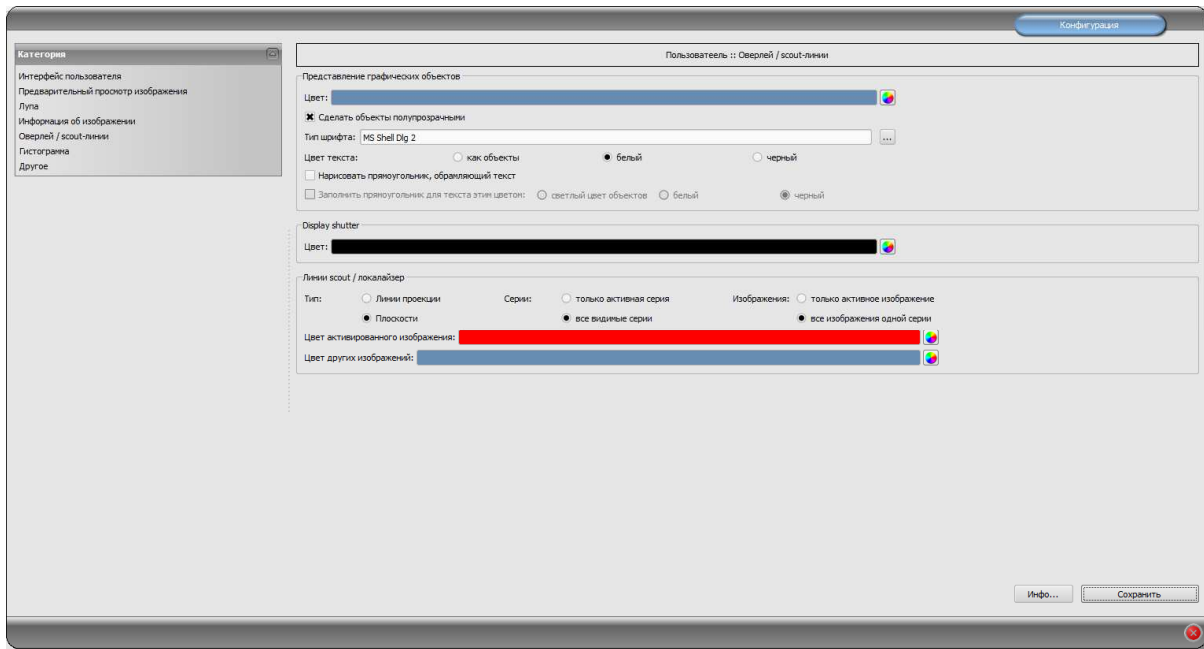 Конфигурация
Категория
Интерфейс пользователя
Предварительный просмотр изображения
Лупа
Информация об изображении
Оверлей / scout-линии
Гистограмма
Другое
Пользоватеель :: Оверлей / scout-линии
Представление графических объектов
Цвет:
Сделать объекты полупрозрачными
Тип шрифта: MS Shell Dlg 2 ...
Цвет текста: как объекты белый черный
Нарисовать прямоугольник, обрамляющий текст
Заполнить прямоугольник для текста этим цветом: светлый цвет объектов белый черный
Display shutter
Цвет:
Линии scout / локалайзер
Тип: Линии проекции Серии: только активная серия Изображения: только активное изображение
Плоскости все видимые серии все изображения одной серии
Цвет активированного изображения:
Цвет других изображений:
Инфо... Сохранить